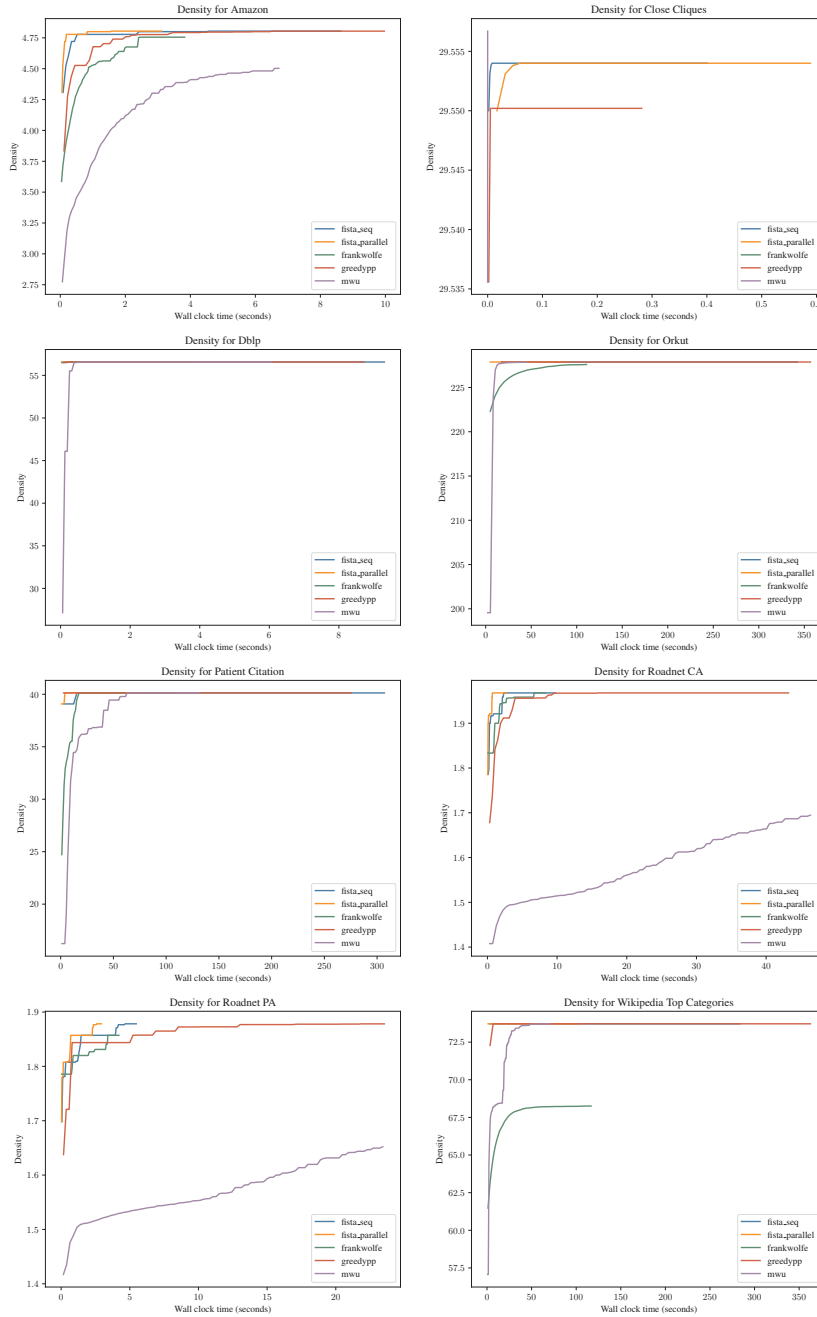 Density for Amazon
Density
4.75
4.50
4.25
4.00
3.75
3.50
3.25
3.00
2.75
0
2
4
6
8
10
Wall clock time (seconds)
fista_seq
fista_parallel
frankwolfe
greedypp
mwu
Density for Close Cliques
Density
29.555
29.550
29.545
29.540
29.535
0.0
0.1
0.2
0.3
0.4
0.5
Wall clock time (seconds)
fista_seq
fista_parallel
frankwolfe
greedypp
mwu
Density for Dblp
Density
55
50
45
40
35
30
0
2
4
6
8
Wall clock time (seconds)
fista_seq
fista_parallel
frankwolfe
greedypp
mwu
Density for Orkut
Density
225
220
215
210
205
200
0
50
100
150
200
250
300
350
Wall clock time (seconds)
fista_seq
fista_parallel
frankwolfe
greedypp
mwu
Density for Patient Citation
Density
40
35
30
25
20
0
50
100
150
200
250
300
Wall clock time (seconds)
fista_seq
fista_parallel
frankwolfe
greedypp
mwu
Density for Roadnet CA
Density
1.9
1.8
1.7
1.6
1.5
1.4
0
10
20
30
40
Wall clock time (seconds)
fista_seq
fista_parallel
frankwolfe
greedypp
mwu
Density for Roadnet PA
Density
1.9
1.8
1.7
1.6
1.5
1.4
0
5
10
15
20
Wall clock time (seconds)
fista_seq
fista_parallel
frankwolfe
greedypp
mwu
Density for Wikipedia Top Categories
Density
72.5
70.0
67.5
65.0
62.5
60.0
57.5
0
50
100
150
200
250
300
350
Wall clock time (seconds)
fista_seq
fista_parallel
frankwolfe
greedypp
mwu